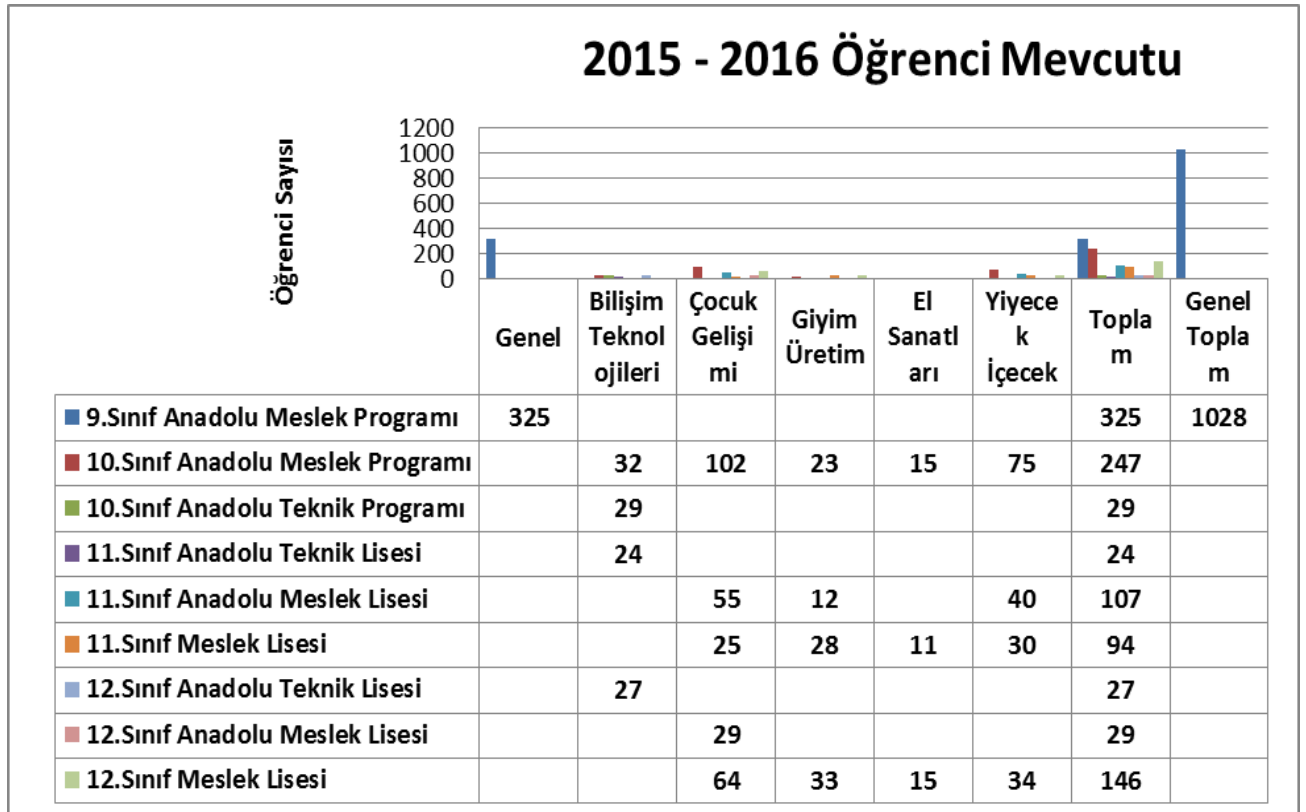 2015 - 2016 Öğrenci Mevcutu
Öğrenci Sayısı
1200
1000
800
600
400
200
0
Genel
Bilişim
Teknol
ojileri
Çocuk
Gelişi
mi
Giyim
Üretim
El
Sanatl
arı
Yiyece
k
İçecek
Topla
m
Genel
Topla
m
9.Sınıf Anadolu Meslek Programı 325 325 1028
10.Sınıf Anadolu Meslek Programı 32 102 23 15 75 247
10.Sınıf Anadolu Teknik Programı 29 29
11.Sınıf Anadolu Teknik Lisesi 24 24
11.Sınıf Anadolu Meslek Lisesi 55 12 40 107
11.Sınıf Meslek Lisesi 25 28 11 30 94
12.Sınıf Anadolu Teknik Lisesi 27 27
12.Sınıf Anadolu Meslek Lisesi 29 29
12.Sınıf Meslek Lisesi 64 33 15 34 146